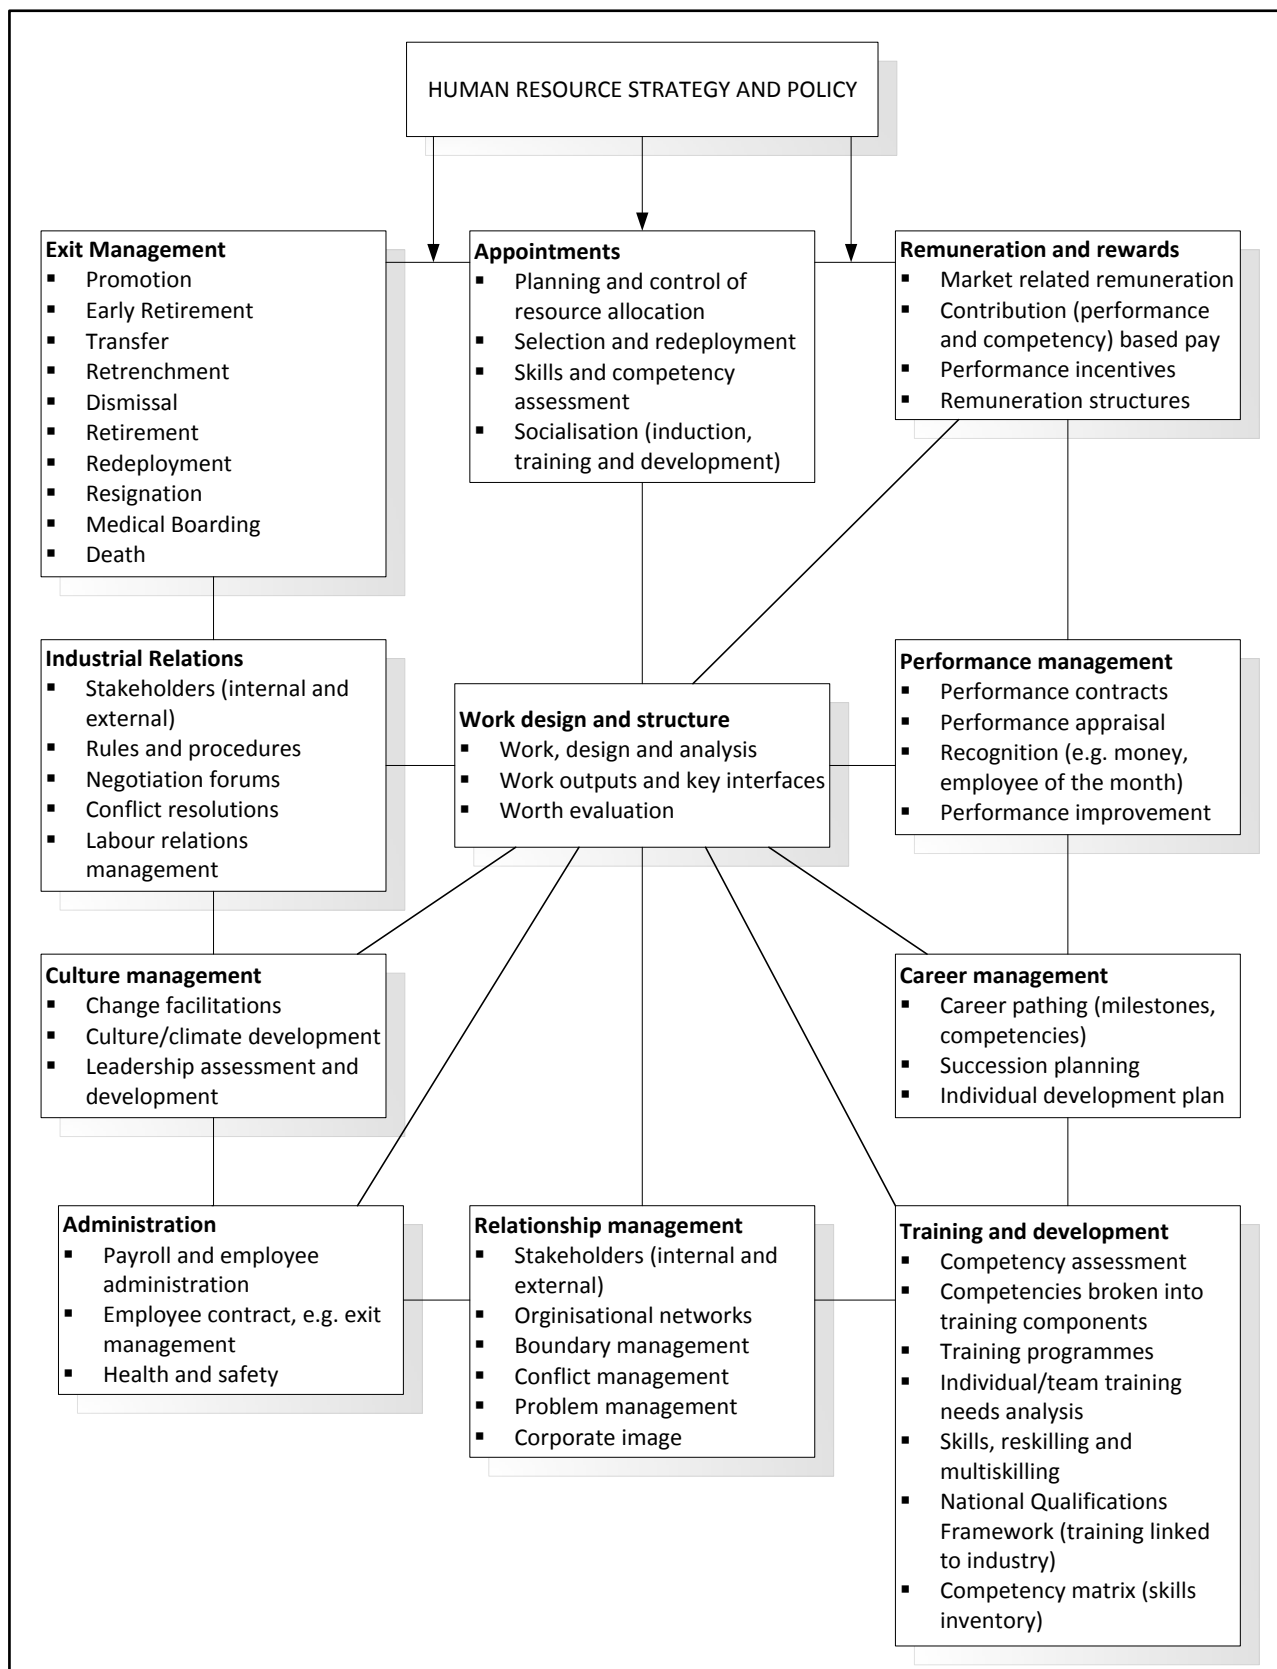 HUMAN RESOURCE STRATEGY AND POLICY
Exit Management
▪ Promotion
▪ Early Retirement
▪ Transfer
▪ Retrenchment
▪ Dismissal
▪ Retirement
▪ Redeployment
▪ Resignation
▪ Medical Boarding
▪ Death
Appointments
▪ Planning and control of
resource allocation
▪ Selection and redeployment
▪ Skills and competency
assessment
▪ Socialisation (induction,
training and development)
Remuneration and rewards
▪ Market related remuneration
▪ Contribution (performance
and competency) based pay
▪ Performance incentives
▪ Remuneration structures
Industrial Relations
▪ Stakeholders (internal and
external)
▪ Rules and procedures
▪ Negotiation forums
▪ Conflict resolutions
▪ Labour relations
management
Work design and structure
▪ Work, design and analysis
▪ Work outputs and key interfaces
▪ Worth evaluation
Performance management
▪ Performance contracts
▪ Performance appraisal
▪ Recognition (e.g. money,
employee of the month)
▪ Performance improvement
Culture management
▪ Change facilitations
▪ Culture/climate development
▪ Leadership assessment and
development
Career management
▪ Career pathing (milestones,
competencies)
▪ Succession planning
▪ Individual development plan
Administration
▪ Payroll and employee
administration
▪ Employee contract, e.g. exit
management
▪ Health and safety
Relationship management
▪ Stakeholders (internal and
external)
▪ Orginisational networks
▪ Boundary management
▪ Conflict management
▪ Problem management
▪ Corporate image
Training and development
▪ Competency assessment
▪ Competencies broken into
training components
▪ Training programmes
▪ Individual/team training
needs analysis
▪ Skills, reskilling and
multiskilling
▪ National Qualifications
Framework (training linked
to industry)
▪ Competency matrix (skills
inventory)